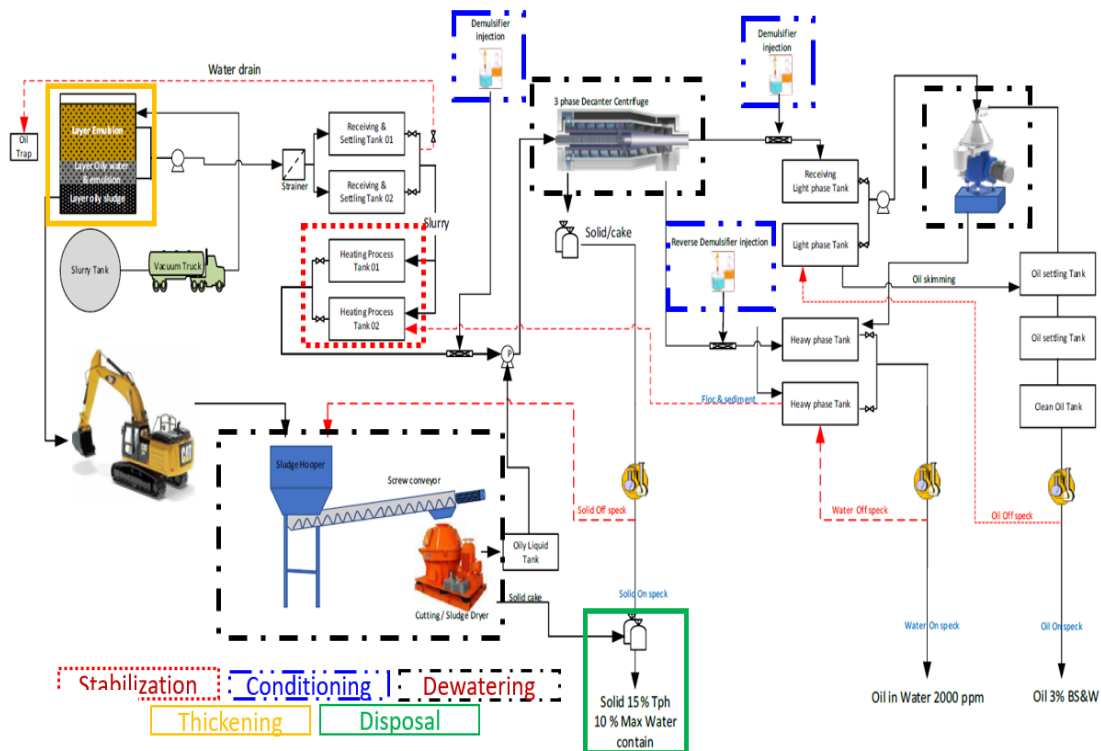 Demulsifier
injection
Demulsifier
injection
Water drain
3 phase Decanter Centrifuge
Layer Emulsion
Layer Oily water
& emulsion
Layer oily sludge
Oil
Trap
Strainer
Receiving &
Settling Tank 01
Receiving &
Settling Tank 02
Receiving
Light phase Tank
Slurry
Solid/cake
Reverse Demulsifier injection
Light phase Tank
Slurry Tank
Vacuum Truck
Heating Process
Tank 01
Heating Process
Tank 02
Oil skimming
Oil settling Tank
Oil settling Tank
P
Heavy phase Tank
Heavy phase Tank
Floc & sediment
Clean Oil Tank
CAT
Sludge Hooper
Screw conveyor
Solid Off speck
Water Off speck
Oil Off speck
Oily Liquid
Tank
Solid cake
Cutting / Sludge Dryer
Solid On speck
Water On speck
Oil On speck
Stabilization
Conditioning
Dewatering
Thickening
Disposal
Solid 15% Tph
10 % Max Water
contain
Oil in Water 2000 ppm
Oil 3% BS&W